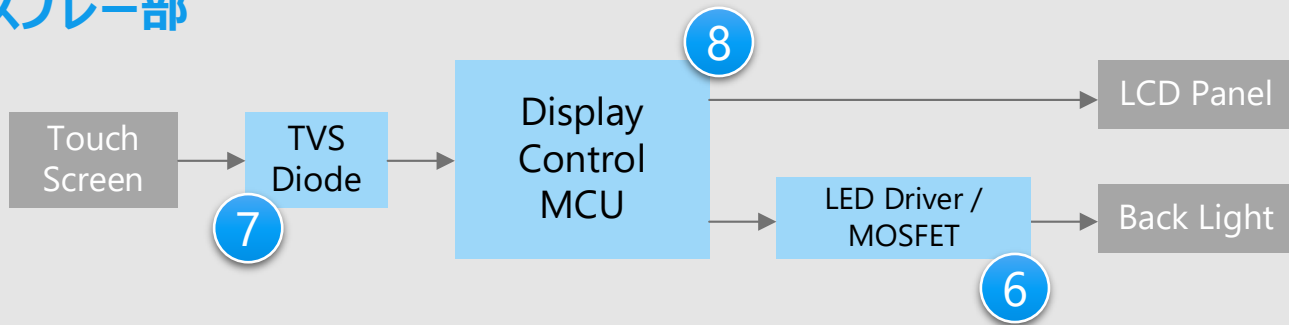 スプレー部
8
Touch
Screen
TVS
Diode
7
Display
Control
MCU
LCD Panel
LED Driver /
MOSFET
6
Back Light